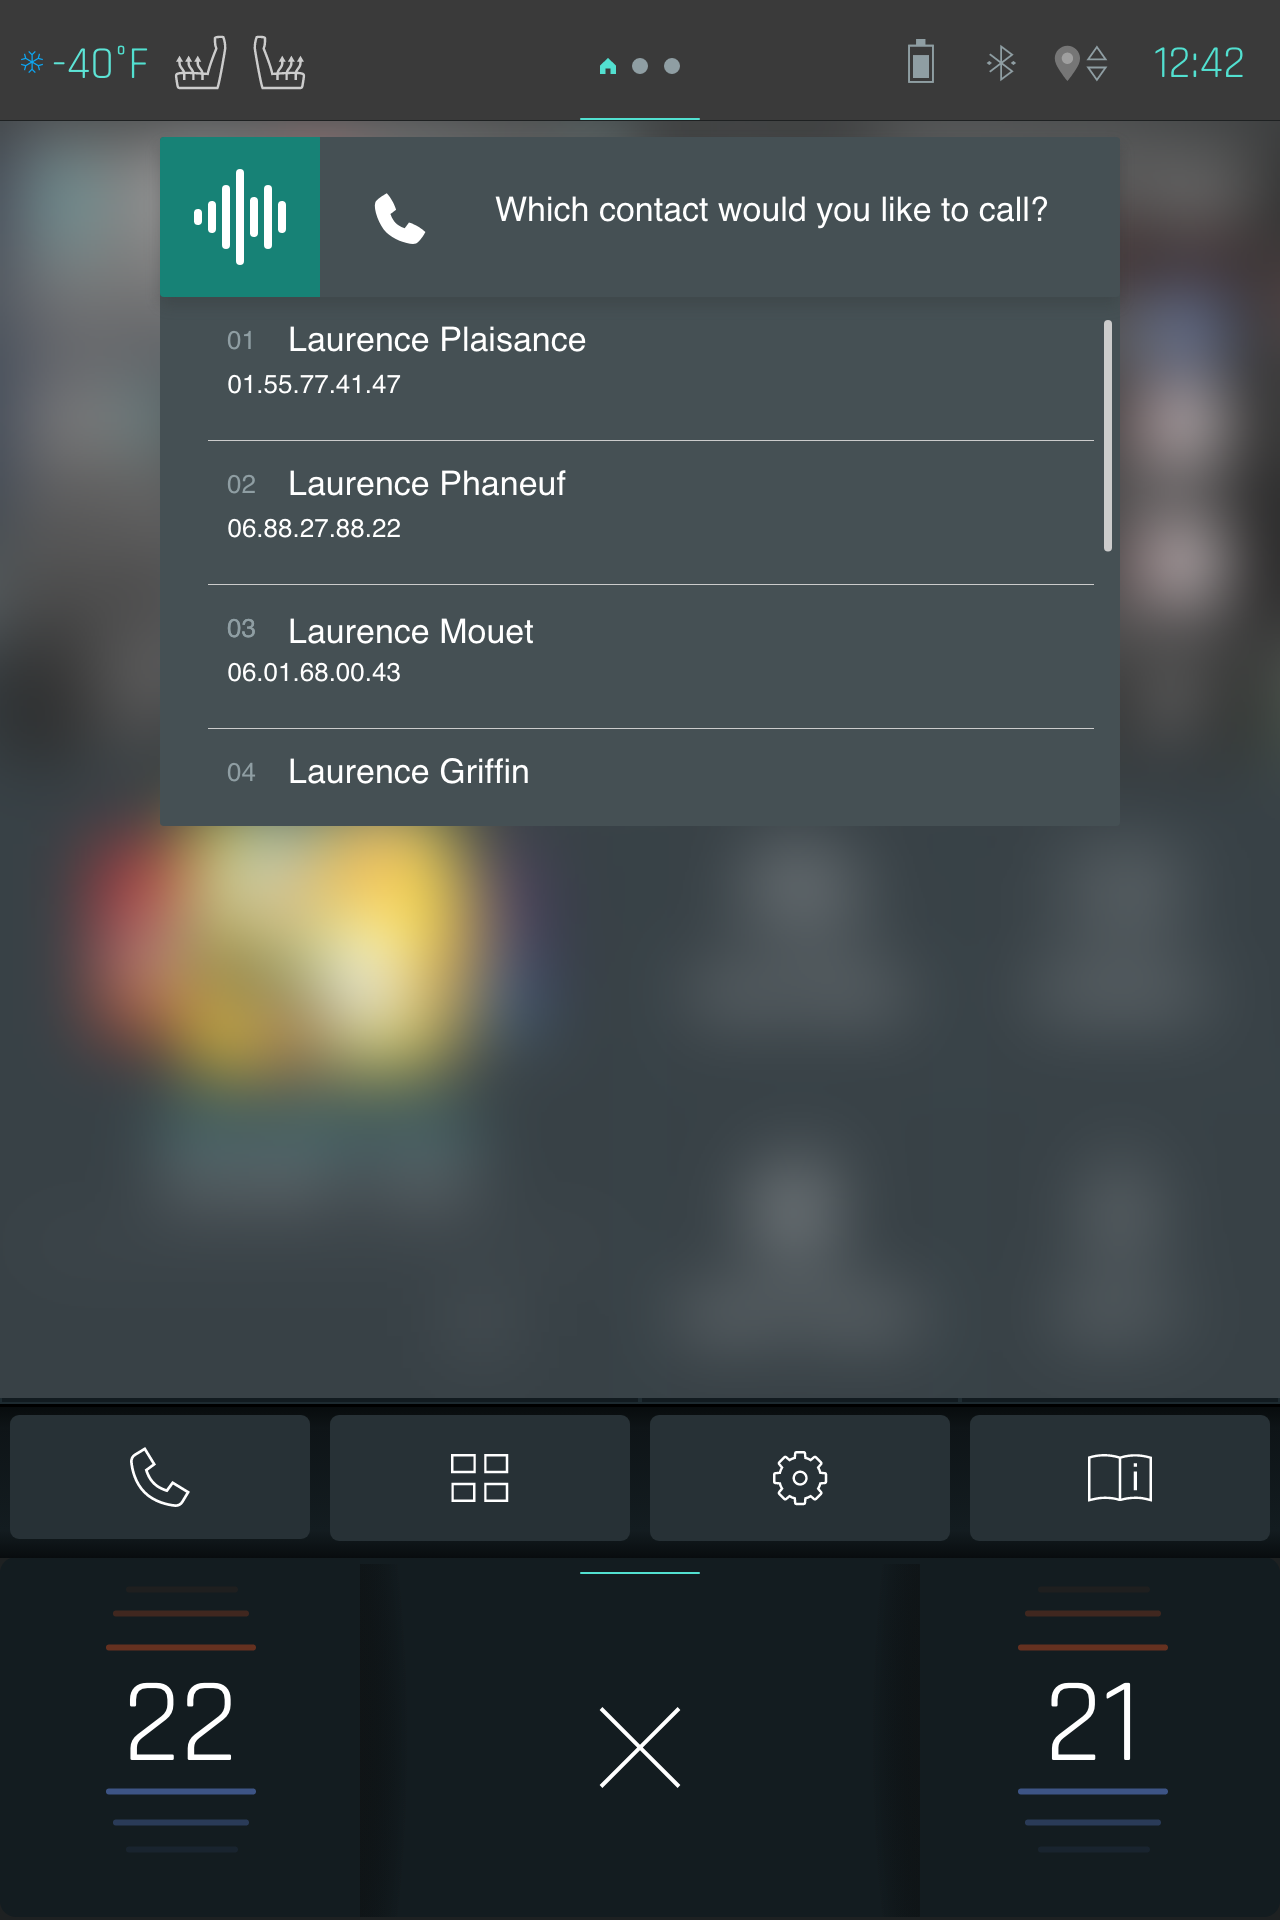 -40°F
12:42
Which contact would you like to call?
01 Laurence Plaisance
01.55.77.41.47
02 Laurence Phaneuf
06.88.27.88.22
03 Laurence Mouet
06.01.68.00.43
04 Laurence Griffin
i
22
21